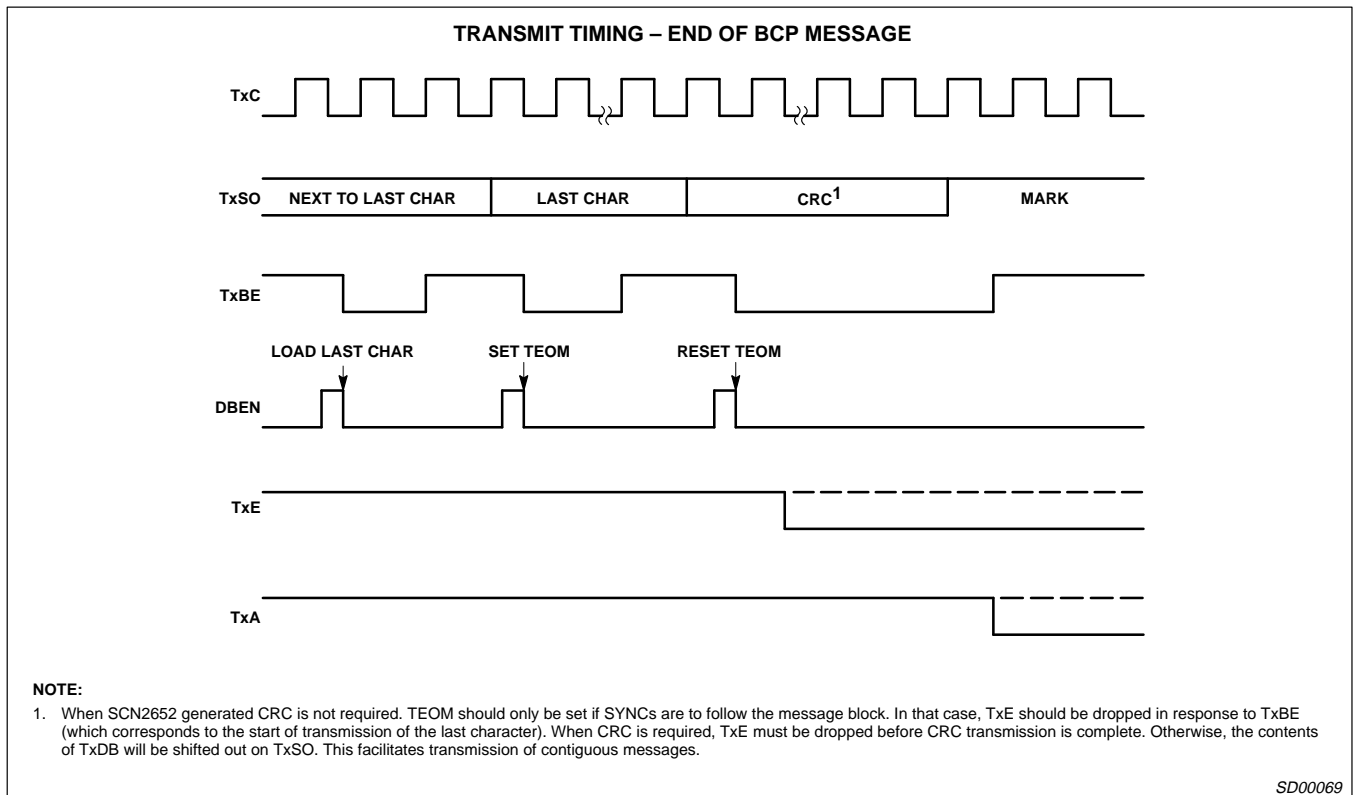 TRANSMIT TIMING – END OF BCP MESSAGE
TxC
TxSO
NEXT TO LAST CHAR
LAST CHAR
CRC1
MARK
TxBE
LOAD LAST CHAR
SET TEOM
RESET TEOM
DBEN
TxE
TxA
NOTE:
1. When SCN2652 generated CRC is not required. TEOM should only be set if SYNCs are to follow the message block. In that case, TxE should be dropped in response to TxBE
(which corresponds to the start of transmission of the last character). When CRC is required, TxE must be dropped before CRC transmission is complete. Otherwise, the contents
of TxDB will be shifted out on TxSO. This facilitates transmission of contiguous messages.
SD00069